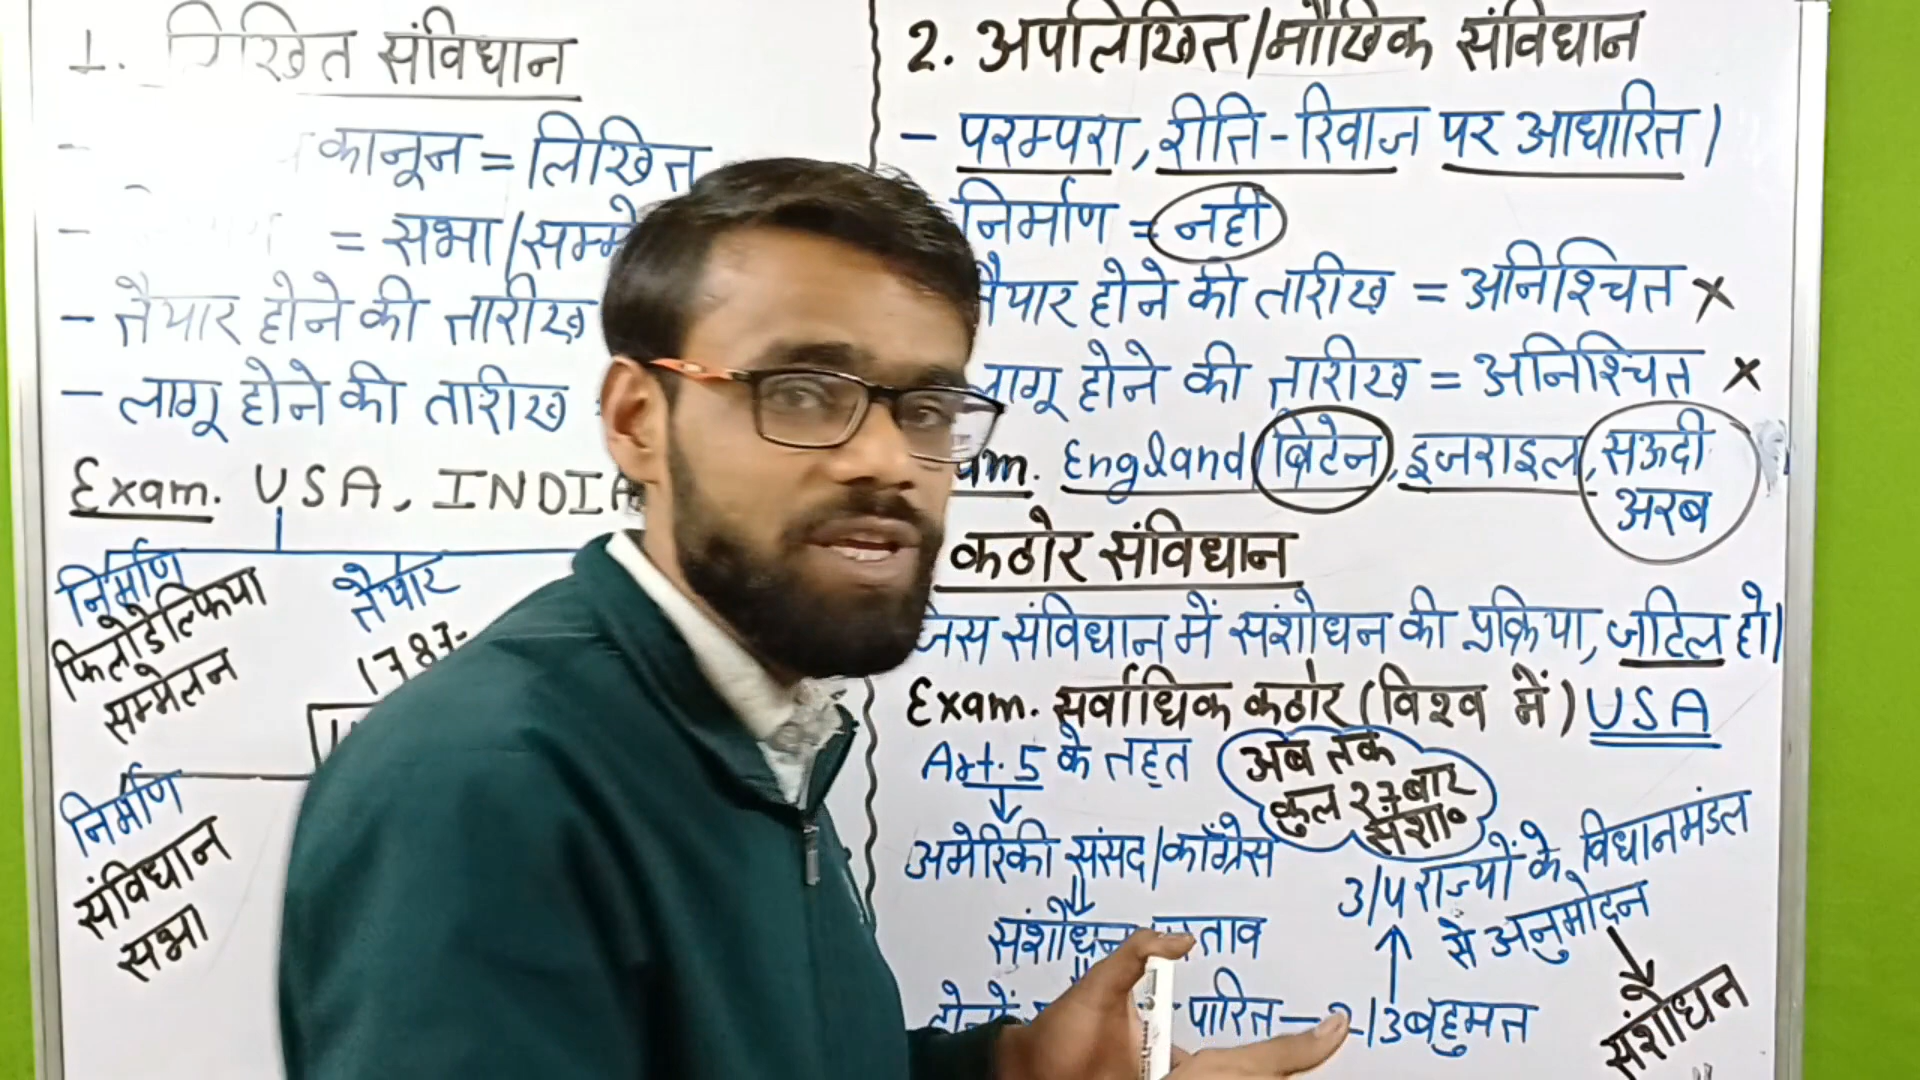 1. लिखित संविधान
- कानून = लिखित
- = सभा/सम्मे
- तैयार होने की तारीख
- लागू होने की तारीख
Exam. USA, INDIA
निर्माण
फिलोडेल्फिया
सम्मेलन
तैयार
1787
निर्माण
संविधान
सभा
2. अपलिखित/मौखिक संविधान
- परम्परा, रीति-रिवाज पर आधारित।
निर्माण = नही
तैयार होने की तारीख = अनिश्चित ×
लागू होने की तारीख = अनिश्चित ×
am. England/ब्रिटेन, इजराइल, सऊदी
अरब
कठोर संविधान
जिस संविधान में संशोधन की प्रक्रिया, जटिल हो।
Exam. सर्वाधिक कठोर (विश्व में) USA
Art. 5 के तहत
अब तक
कुल 27 बार
संशो॰
अमेरिकी संसद/काँग्रेस
संशोधन
दोनों पारित - 2/3 बहुमत
3/4 राज्यों के विधानमंडल
से अनुमोदन
संशोधन